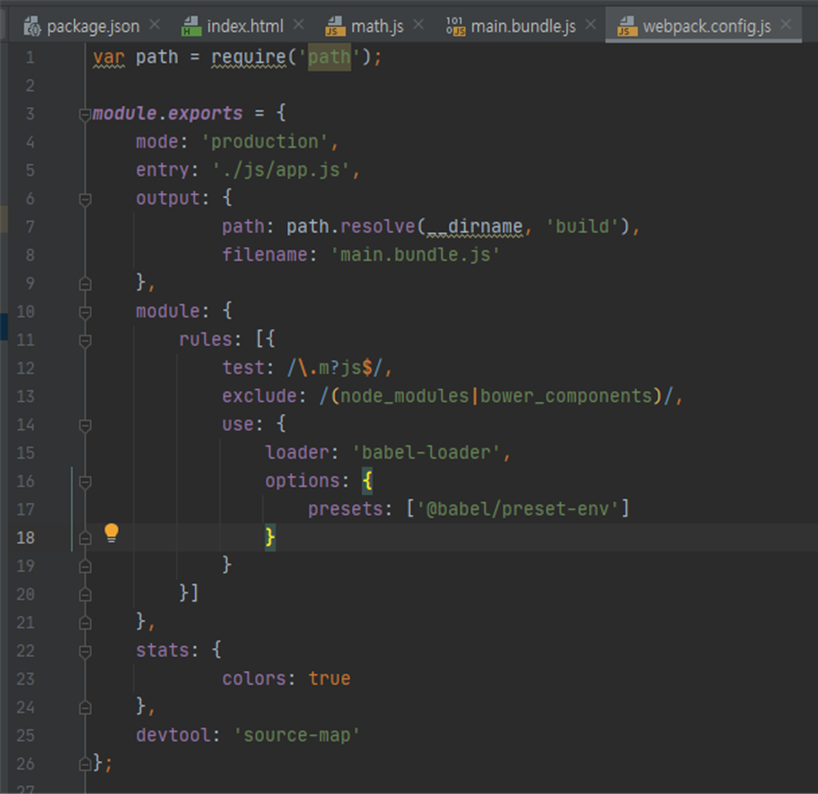 package.json index.html math.js main.bundle.js webpack.config.js
1 var path = require('path');
2
3 module.exports = {
4 mode: 'production',
5 entry: './js/app.js',
6 output: {
7 path: path.resolve(__dirname, 'build'),
8 filename: 'main.bundle.js'
9 },
10 module: {
11 rules: [{
12 test: /\.m?js$/,
13 exclude: /(node_modules|bower_components)/,
14 use: {
15 loader: 'babel-loader',
16 options: {
17 presets: ['@babel/preset-env']
18 }
19 }
20 }]
21 },
22 stats: {
23 colors: true
24 },
25 devtool: 'source-map'
26 };
27